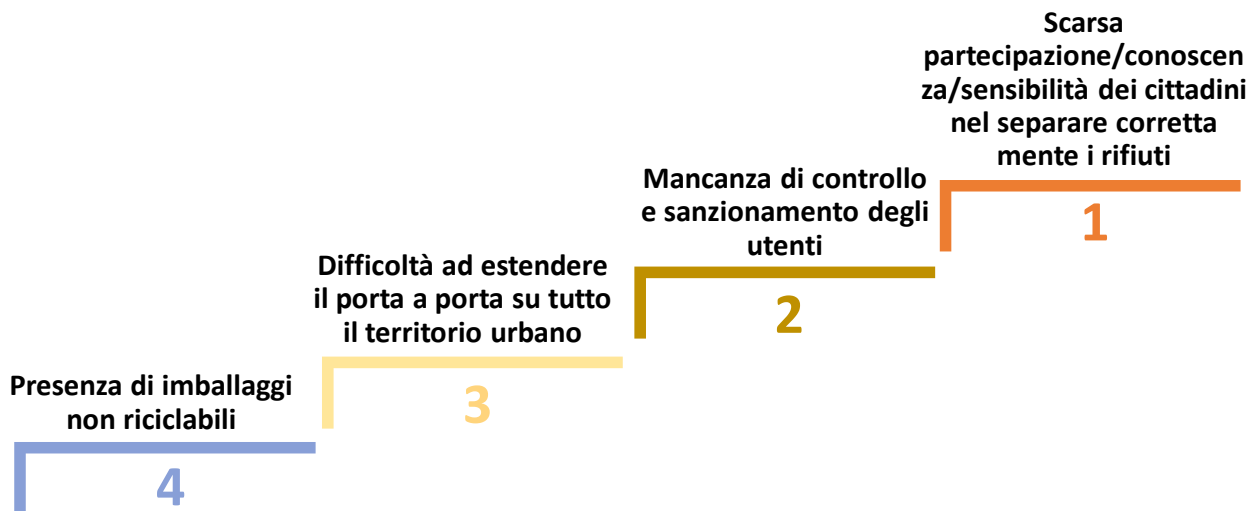 Scarsa
partecipazione/conoscen
za/sensibilità dei cittadini
nel separare corretta
mente i rifiuti
1
Mancanza di controllo
e sanzionamento degli
utenti
2
Difficoltà ad estendere
il porta a porta su tutto
il territorio urbano
3
Presenza di imballaggi
non riciclabili
4